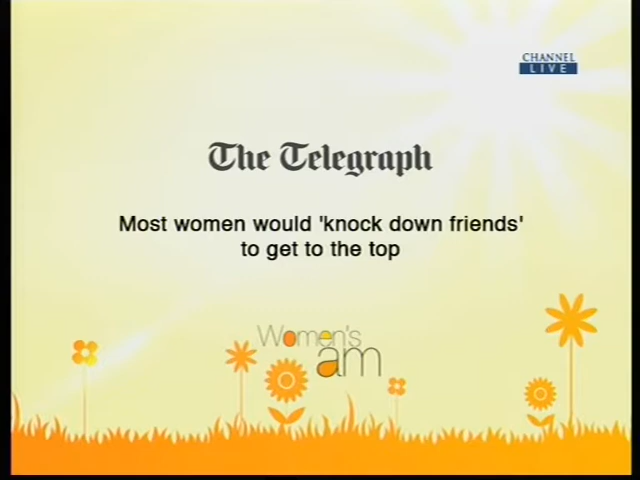 CHANNEL
LIVE
The Telegraph
Most women would 'knock down friends'
to get to the top
Women's
am